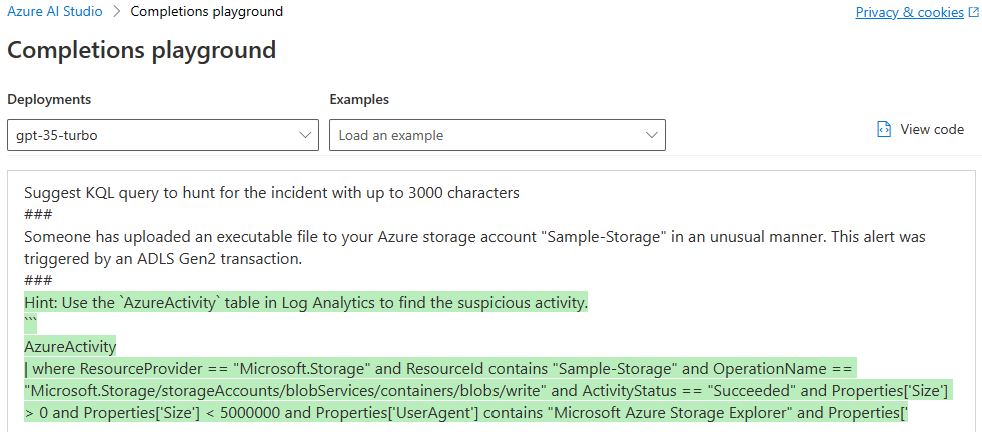 Azure AI Studio > Completions playground
Privacy & cookies
Completions playground
Deployments
Examples
gpt-35-turbo
Load an example
View code
Suggest KQL query to hunt for the incident with up to 3000 characters
###
Someone has uploaded an executable file to your Azure storage account "Sample-Storage" in an unusual manner. This alert was
triggered by an ADLS Gen2 transaction.
###
Hint: Use the `AzureActivity` table in Log Analytics to find the suspicious activity.
```
AzureActivity
| where ResourceProvider == "Microsoft.Storage" and ResourceId contains "Sample-Storage" and OperationName ==
"Microsoft.Storage/storageAccounts/blobServices/containers/blobs/write" and ActivityStatus == "Succeeded" and Properties['Size']
> 0 and Properties['Size'] < 5000000 and Properties['UserAgent'] contains "Microsoft Azure Storage Explorer" and Properties['